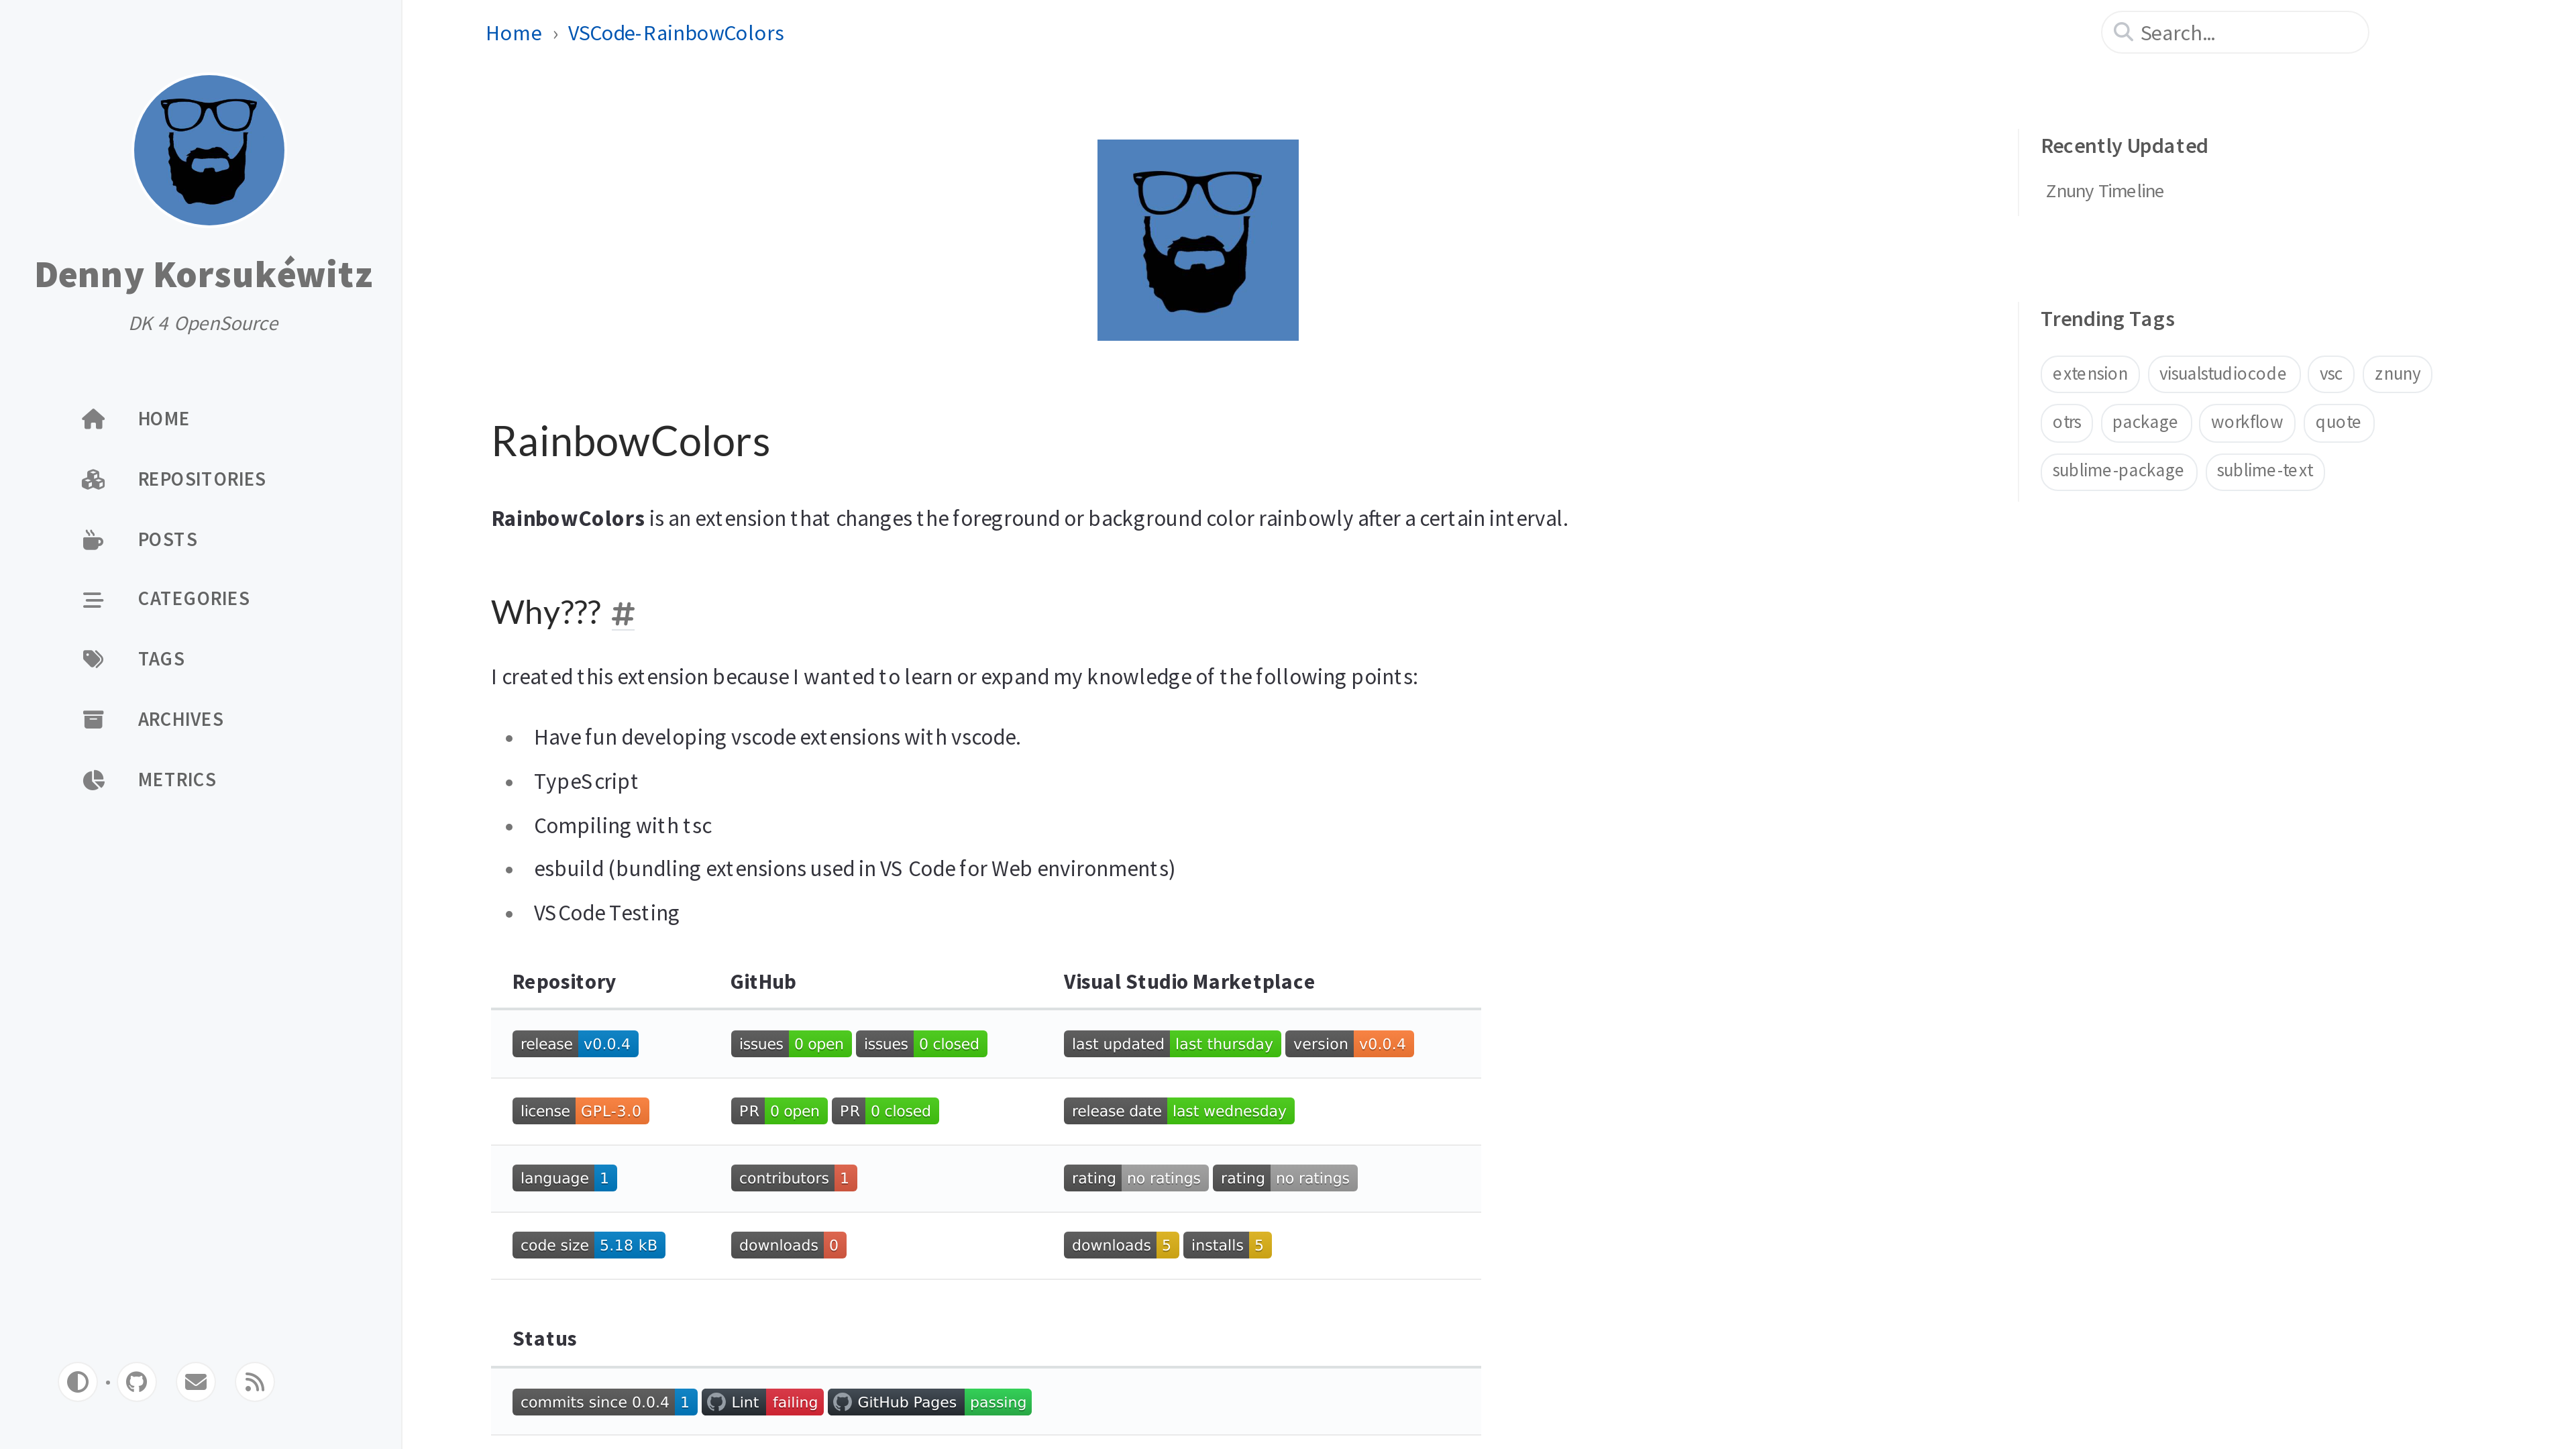 Denny Korsukéwitz
DK 4 OpenSource
HOME
REPOSITORIES
POSTS
CATEGORIES
TAGS
ARCHIVES
METRICS
Home › VSCode-RainbowColors
Search...
RainbowColors
RainbowColors is an extension that changes the foreground or background color rainbowly after a certain interval.
Why??? #
I created this extension because I wanted to learn or expand my knowledge of the following points:
• Have fun developing vscode extensions with vscode.
• TypeScript
• Compiling with tsc
• esbuild (bundling extensions used in VS Code for Web environments)
• VSCode Testing
Repository GitHub Visual Studio Marketplace
release v0.0.4 issues 0 open issues 0 closed last updated last thursday version v0.0.4
license GPL-3.0 PR 0 open PR 0 closed release date last wednesday
language 1 contributors 1 rating no ratings rating no ratings
code size 5.18 kB downloads 0 downloads 5 installs 5
Status
commits since 0.0.4 1 Lint failing GitHub Pages passing
Recently Updated
Znuny Timeline
Trending Tags
extension visualstudiocode vsc znuny
otrs package workflow quote
sublime-package sublime-text